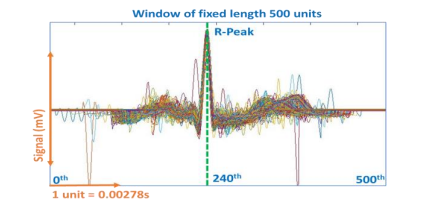 Window of fixed length 500 units
R-Peak
Signal (mV)
0th
240th
500th
1 unit = 0.00278s